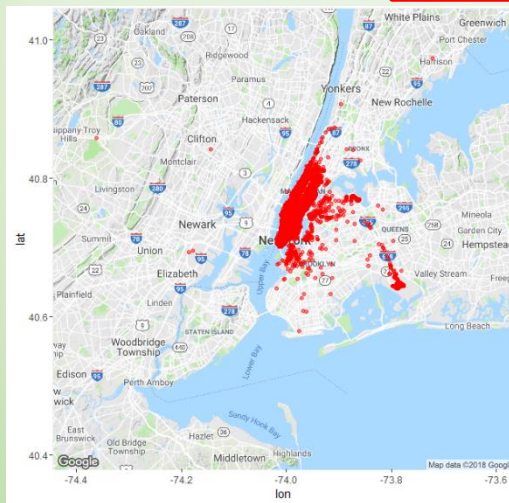 White Plains
Greenwich
Port Chester
Harrison
Oakland
Ridgewood
Paramus
Yonkers
New Rochelle
Paterson
Hackensack
Clifton
Montclair
Livingston
Newark
Summit
Union
Elizabeth
QUEENS
Mineola
Garden City
Hempste
Valley Stream
Plainfield
Linden
Upper Bay
STATEN ISLAND
Long Beach
Woodbridge
Township
Edison
Perth Amboy
Lower Bay
Sandy Hook
Bay
East
Brunswick
Old Bridge
Township
Hazlet
Middletown
Highlands
Google
Map data ©2018 Googl
41.0
40.8
40.6
40.4
lat
-74.4
-74.2
-74.0
-73.8
-73.6
lon